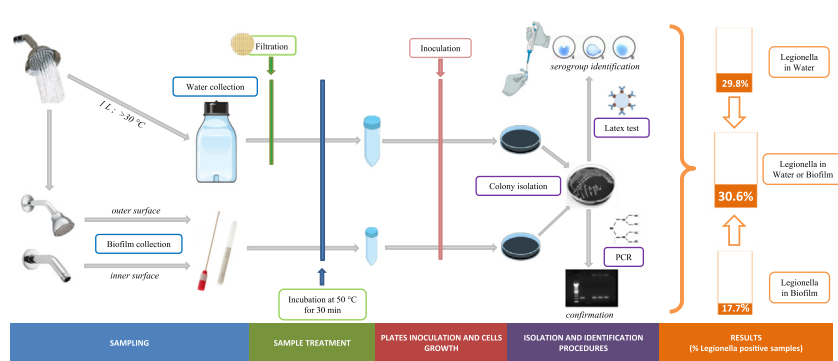 Filtration
Inoculation
serogroup identification
Legionella
in Water
Water collection
1 L; >30 °C
29.8%
Latex test
Legionella in
Water or Biofilm
Colony isolation
30.6%
outer surface
Biofilm collection
inner surface
PCR
Legionella
in Biofilm
Incubation at 50 °C
for 30 min
17.7%
confirmation
SAMPLING
SAMPLE TREATMENT
PLATES INOCULATION AND CELLS
GROWTH
ISOLATION AND IDENTIFICATION
PROCEDURES
RESULTS
(% Legionella positive samples)